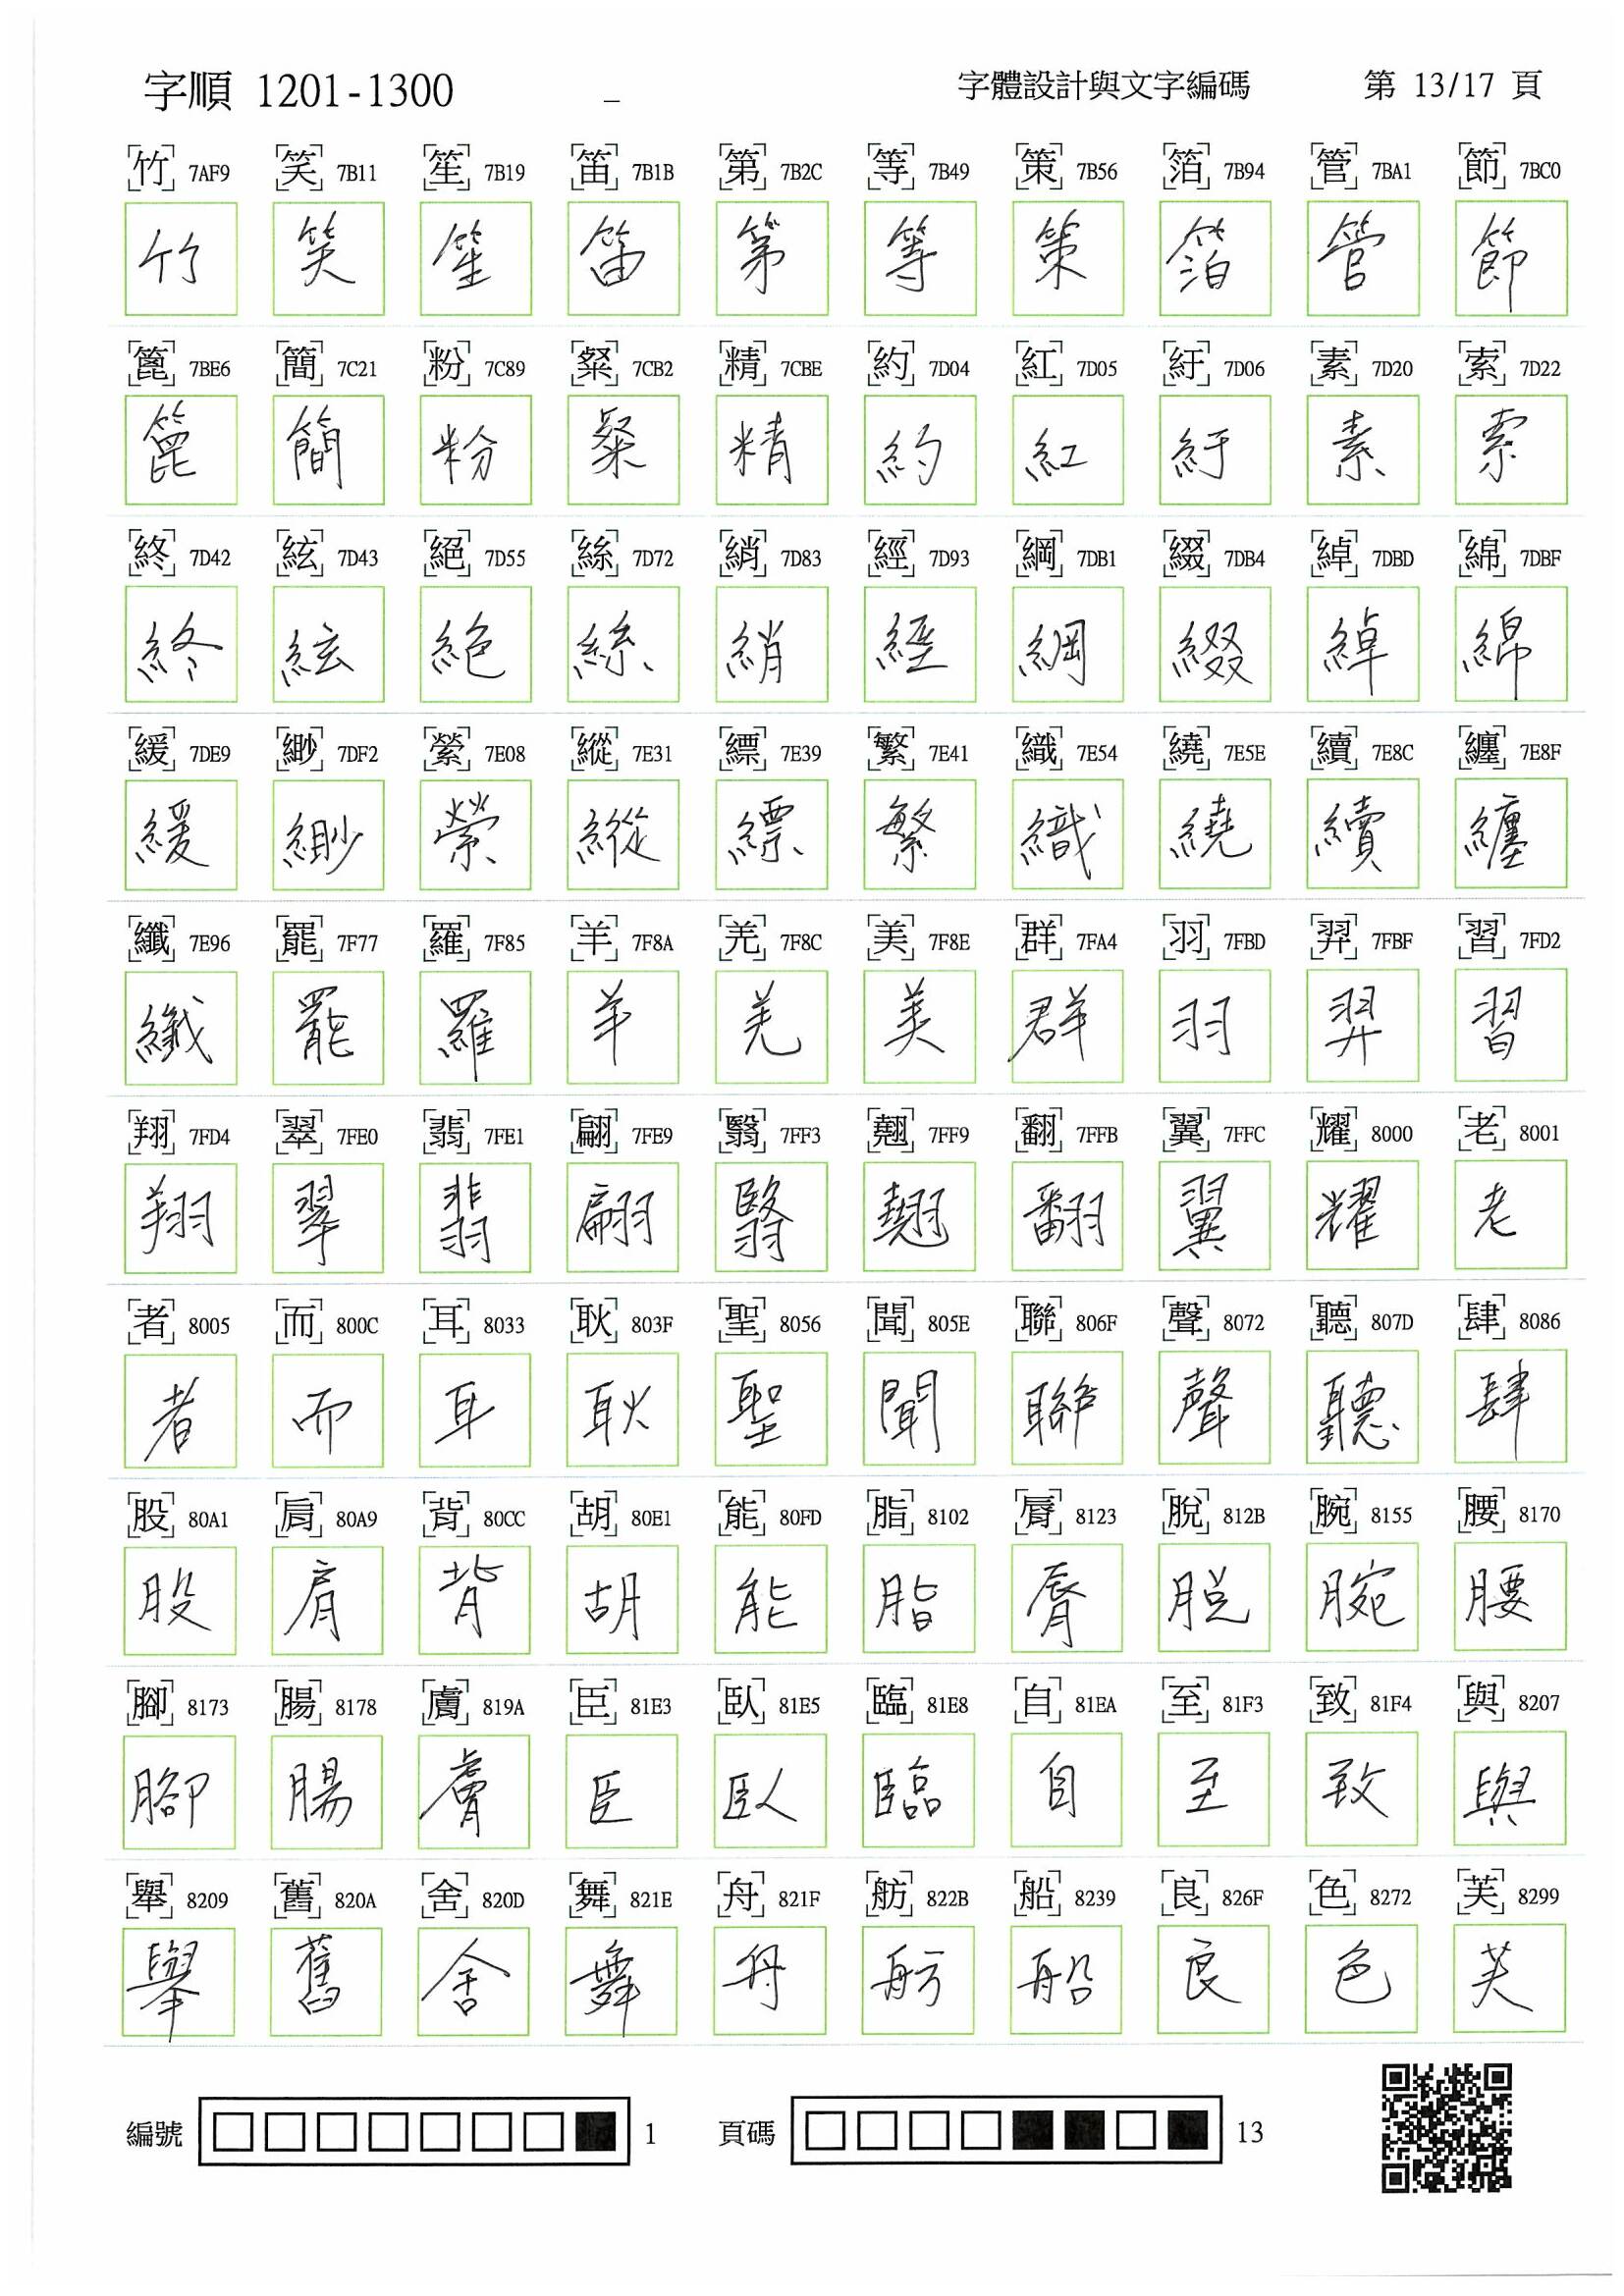 字順 1201-1300 _ 字體設計與文字編碼 第 13/17 頁
竹 7AF9 笑 7B11 笙 7B19 笛 7B1B 第 7B2C 等 7B49 策 7B56 箔 7B94 管 7BA1 節 7BC0
竹 笑 笙 笛 第 等 策 箔 管 節
篦 7BE6 簡 7C21 粉 7C89 粲 7CB2 精 7CBE 約 7D04 紅 7D05 紆 7D06 素 7D20 索 7D22
篦 簡 粉 粲 精 約 紅 紆 素 索
終 7D42 絃 7D43 絕 7D55 絲 7D72 綃 7D83 經 7D93 綱 7DB1 綴 7DB4 綽 7DBD 綿 7DBF
終 絃 絕 絲 綃 經 綱 綴 綽 綿
緩 7DE9 緲 7DF2 縈 7E08 縱 7E31 縹 7E39 繁 7E41 織 7E54 繞 7E5E 續 7E8C 纏 7E8F
緩 緲 縈 縱 縹 繁 織 繞 續 纏
纖 7E96 罷 7F77 羅 7F85 羊 7F8A 羌 7F8C 美 7F8E 群 7FA4 羽 7FBD 羿 7FBF 習 7FD2
纖 罷 羅 羊 羌 美 群 羽 羿 習
翔 7FD4 翠 7FE0 翡 7FE1 翩 7FE9 翳 7FF3 翹 7FF9 翻 7FFB 翼 7FFC 耀 8000 老 8001
翔 翠 翡 翩 翳 翹 翻 翼 耀 老
者 8005 而 800C 耳 8033 耿 803F 聖 8056 聞 805E 聯 806F 聲 8072 聽 807D 肆 8086
者 而 耳 耿 聖 聞 聯 聲 聽 肆
股 80A1 肩 80A9 背 80CC 胡 80E1 能 80FD 脂 8102 脣 8123 脫 812B 腕 8155 腰 8170
股 肩 背 胡 能 脂 脣 脫 腕 腰
腳 8173 腸 8178 膚 819A 臣 81E3 臥 81E5 臨 81E8 自 81EA 至 81F3 致 81F4 與 8207
腳 腸 膚 臣 臥 臨 自 至 致 與
舉 8209 舊 820A 舍 820D 舞 821E 舟 821F 舫 822B 船 8239 良 826F 色 8272 芙 8299
舉 舊 舍 舞 舟 舫 船 良 色 芙
編號 1 頁碼 13